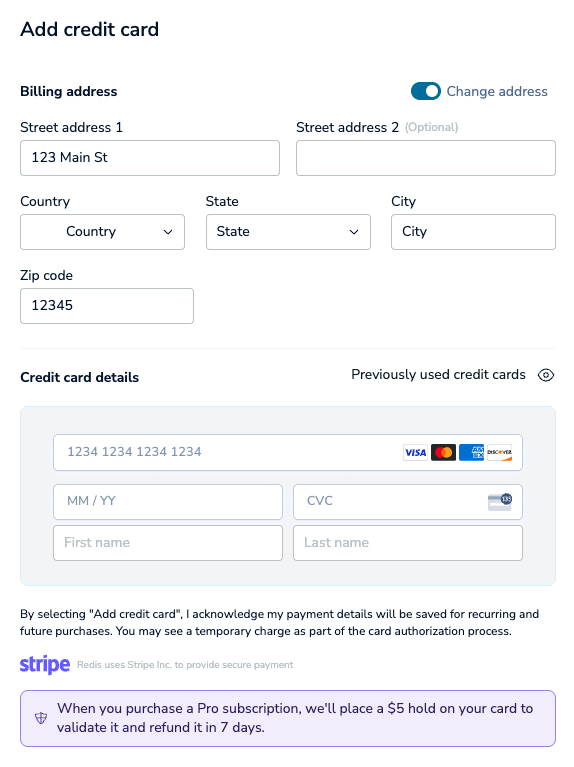 Add credit card
Billing address
Change address
Street address 1
Street address 2 (Optional)
123 Main St
Country
State
City
Country
State
City
Zip code
12345
Credit card details
Previously used credit cards
1234 1234 1234 1234
VISA
AM EX
DISCOVER
MM / YY
CVC
135
First name
Last name
By selecting "Add credit card", I acknowledge my payment details will be saved for recurring and
future purchases. You may see a temporary charge as part of the card authorization process.
stripe Redis uses Stripe Inc. to provide secure payment
When you purchase a Pro subscription, we'll place a $5 hold on your card to
validate it and refund it in 7 days.